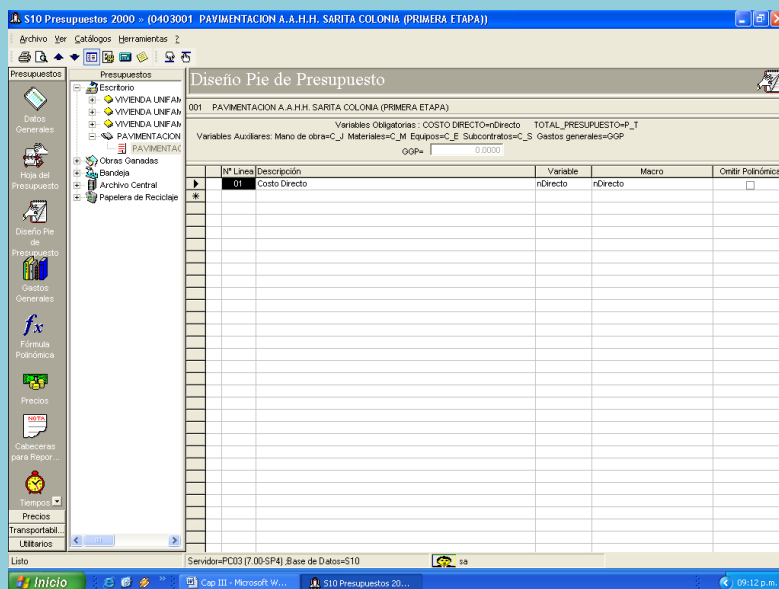 S10 Presupuestos 2000 » (0403001 PAVIMENTACION A.A.H.H. SARITA COLONIA (PRIMERA ETAPA))
Archivo Ver Catálogos Herramientas ?
Presupuestos
Datos
Generales
Hoja del
Presupuesto
Diseño Pie
de
Presupuesto
Gastos
Generales
fx
Fórmula
Polinómica
Precios
NOTA
Cabeceras
para Repor...
Tiempos
Precios
Transportabil...
Utilitarios
Presupuestos
Escritorio
VIVIENDA UNIFAM
VIVIENDA UNIFAM
VIVIENDA UNIFAM
PAVIMENTACION
PAVIMENTAC
Obras Ganadas
Bandeja
Archivo Central
Papelera de Reciclaje
Diseño Pie de Presupuesto
001 PAVIMENTACION A.A.H.H. SARITA COLONIA (PRIMERA ETAPA)
Variables Obligatorias : COSTO DIRECTO=nDirecto TOTAL_PRESUPUESTO=P_T
Variables Auxiliares: Mano de obra=C_J Materiales=C_M Equipos=C_E Subcontratos=C_S Gastos generales=GGP
GGP= 0.0000
Nº Linea Descripción Variable Macro Omitir Polinómica
01 Costo Directo nDirecto nDirecto
Listo
Servidor=PC03 (7.00-SP4) ;Base de Datos=S10 sa
Inicio Cap III - Microsoft W... S10 Presupuestos 20... 09:12 p.m.